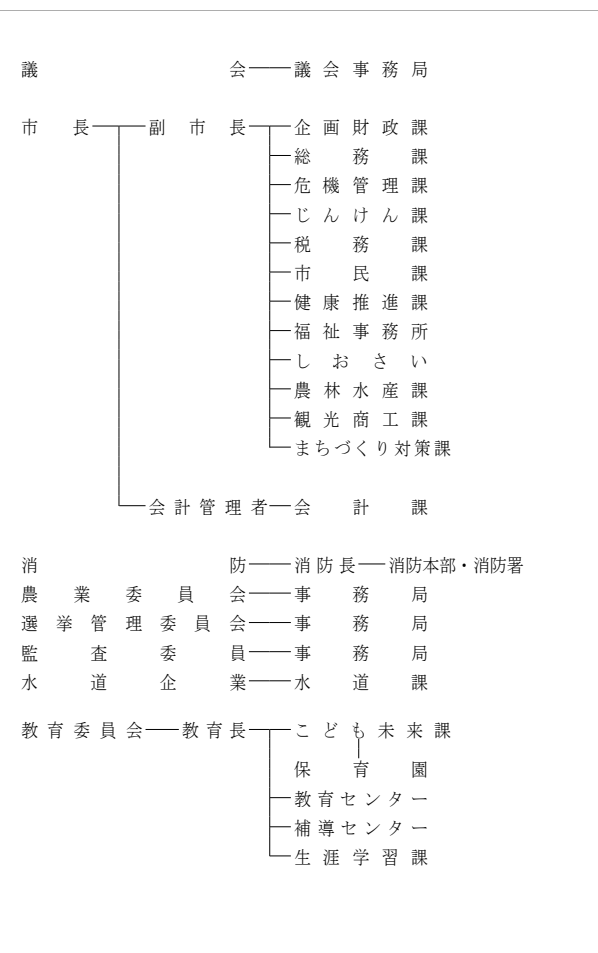 議会 議会事務局
市長 副市長 企画財政課
総務課
危機管理課
じんけん課
税務課
市民課
健康推進課
福祉事務所
しおさい
農林水産課
観光商工課
まちづくり対策課
会計管理者 会計課
消防 消防長 消防本部・消防署
農業委員会 事務局
選挙管理委員会 事務局
監査委員 事務局
水道企業 水道課
教育委員会 教育長 こども未来課
保育園
教育センター
補導センター
生涯学習課